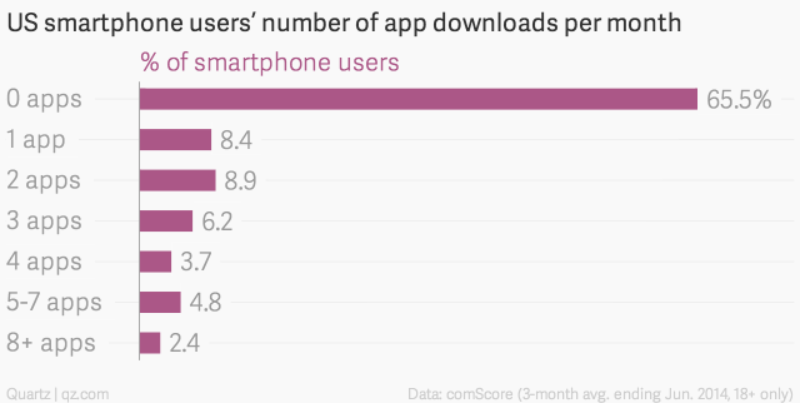 US smartphone users’ number of app downloads per month
% of smartphone users
0 apps 65.5%
1 app 8.4
2 apps 8.9
3 apps 6.2
4 apps 3.7
5-7 apps 4.8
8+ apps 2.4
Quartz | qz.com Data: comScore (3-month avg. ending Jun. 2014, 18+ only)